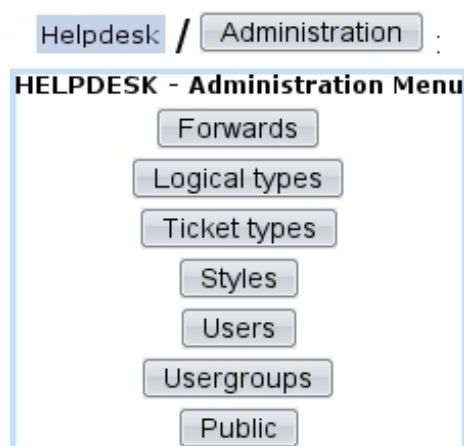 Helpdesk / Administration :
HELPDESK - Administration Menu
Forwards
Logical types
Ticket types
Styles
Users
Usergroups
Public